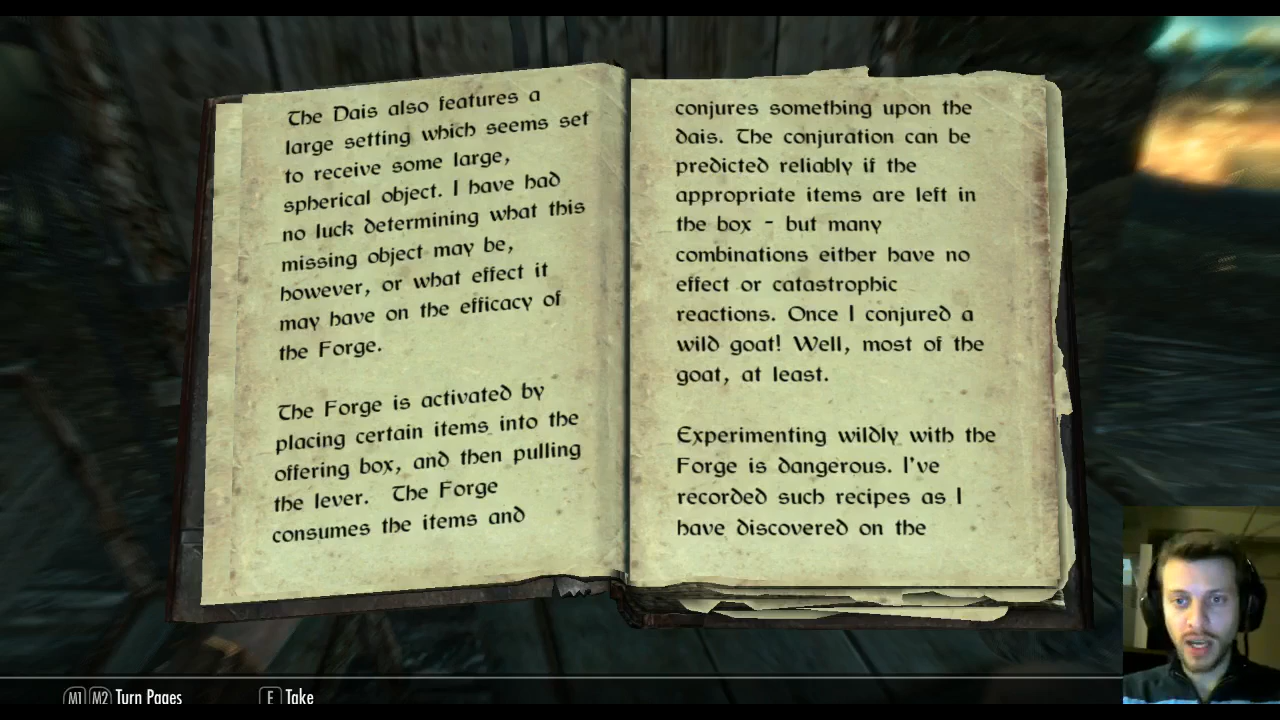 The Dais also features a
large setting which seems set
to receive some large,
spherical object. I have had
no luck determining what this
missing object may be,
however, or what effect it
may have on the efficacy of
the Forge.
The Forge is activated by
placing certain items into the
offering box, and then pulling
the lever. The Forge
consumes the items and
conjures something upon the
dais. The conjuration can be
predicted reliably if the
appropriate items are left in
the box - but many
combinations either have no
effect or catastrophic
reactions. Once I conjured a
wild goat! Well, most of the
goat, at least.
Experimenting wildly with the
Forge is dangerous. I've
recorded such recipes as I
have discovered on the
M1 M2 Turn Pages
E Take